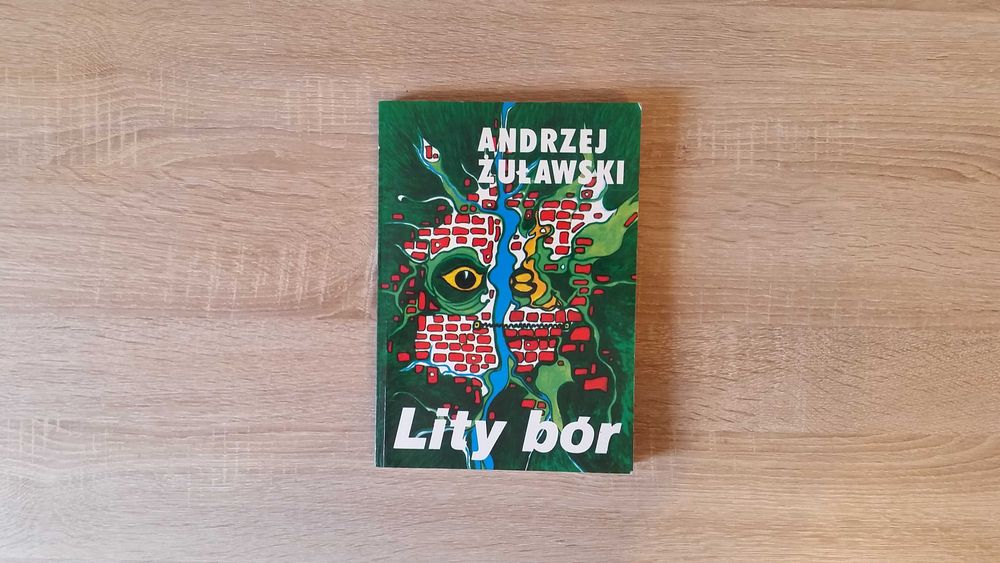 ANDRZEJ
ŻUŁAWSKI
Lity bór